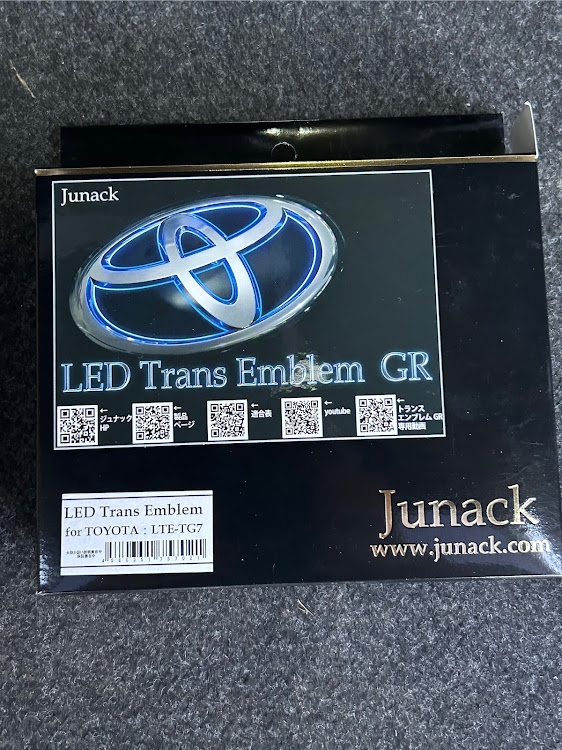 Junack
LED Trans Emblem GR
←
ジュナック
HP
←
製品
ページ
←
適合表
←
youtube
←
トランス
エンブレム GR
専用動画
LED Trans Emblem
for TOYOTA : LTE-TG7
Junack
www.junack.com